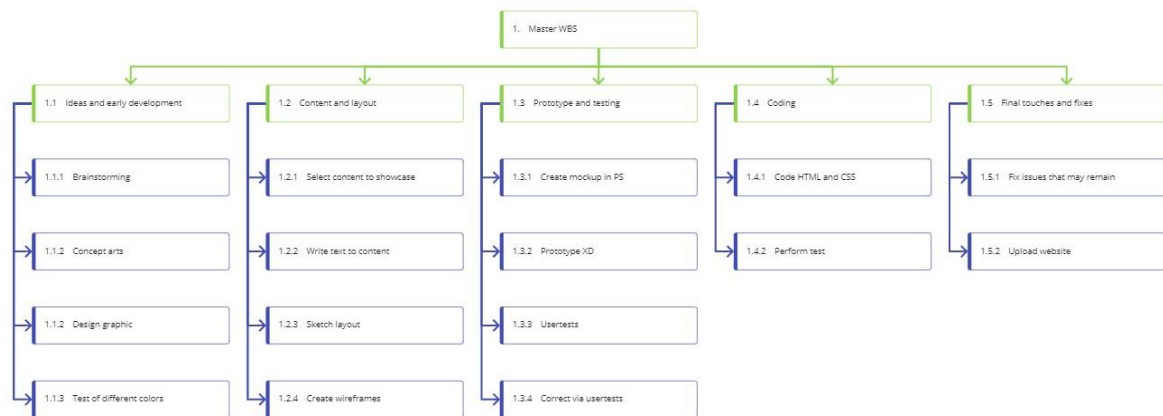 1. Master WBS
1.1 Ideas and early development
1.2 Content and layout
1.3 Prototype and testing
1.4 Coding
1.5 Final touches and fixes
1.1.1 Brainstorming
1.2.1 Select content to showcase
1.3.1 Create mockup in PS
1.4.1 Code HTML and CSS
1.5.1 Fix issues that may remain
1.1.2 Concept arts
1.2.2 Write text to content
1.3.2 Prototype XD
1.4.2 Perform test
1.5.2 Upload website
1.1.2 Design graphic
1.2.3 Sketch layout
1.3.3 Usertests
1.1.3 Test of different colors
1.2.4 Create wireframes
1.3.4 Correct via usertests